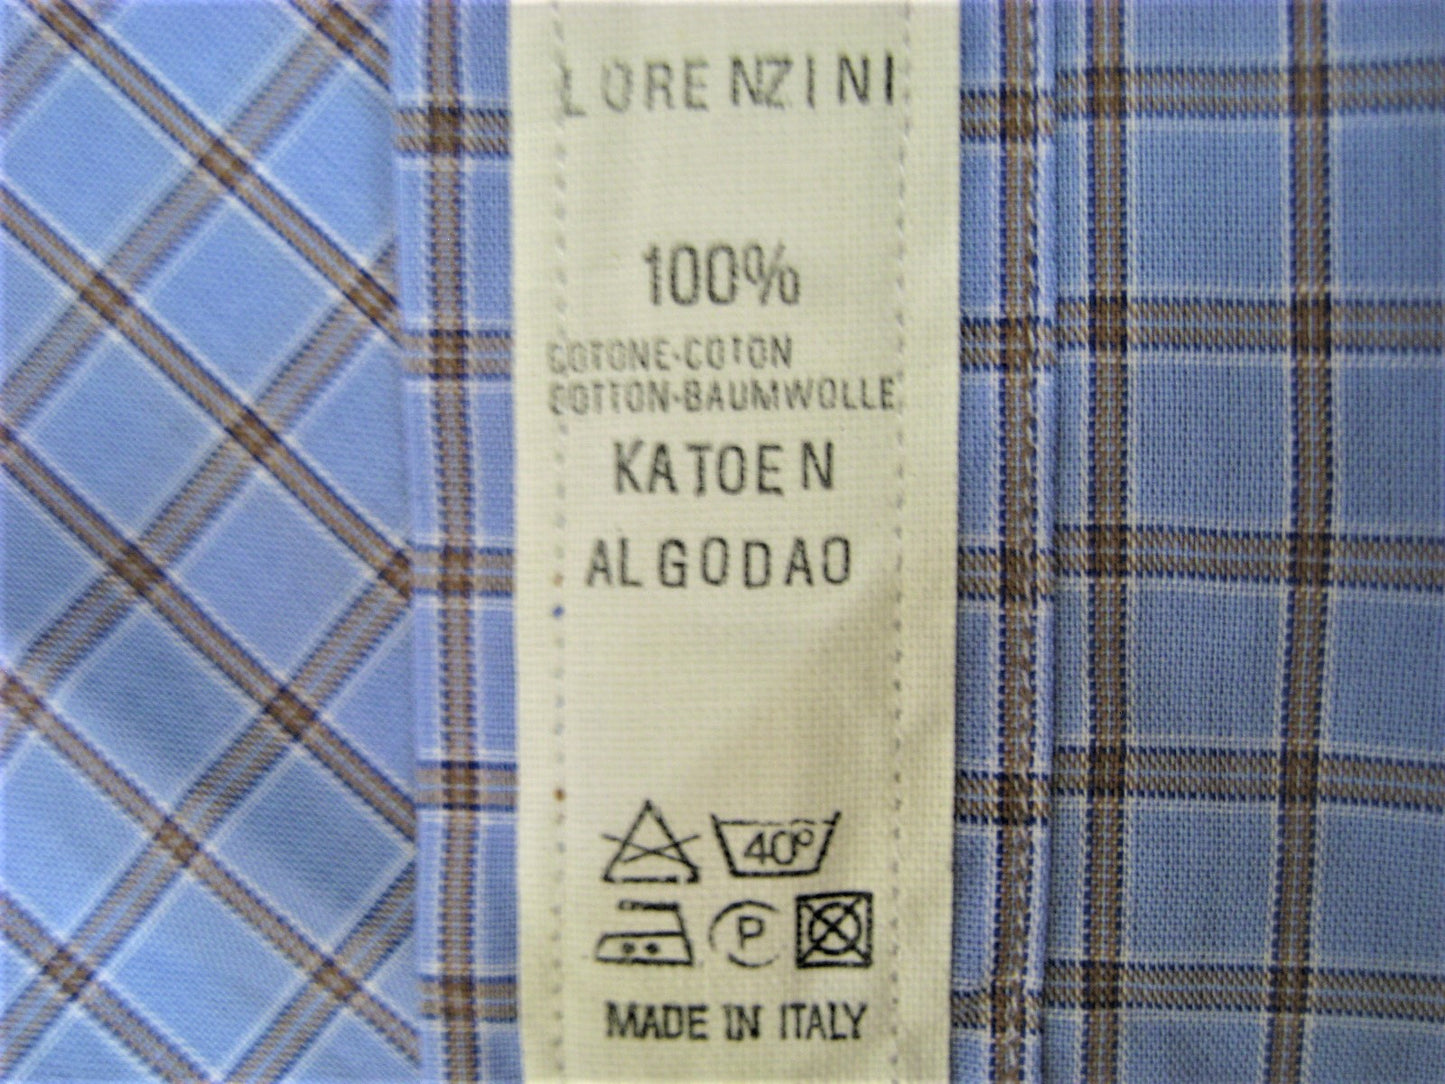 LORENZINI
100%
COTONE-COTON
COTTON-BAUMWOLLE
KATOEN
ALGODAO
40°
P
MADE IN ITALY